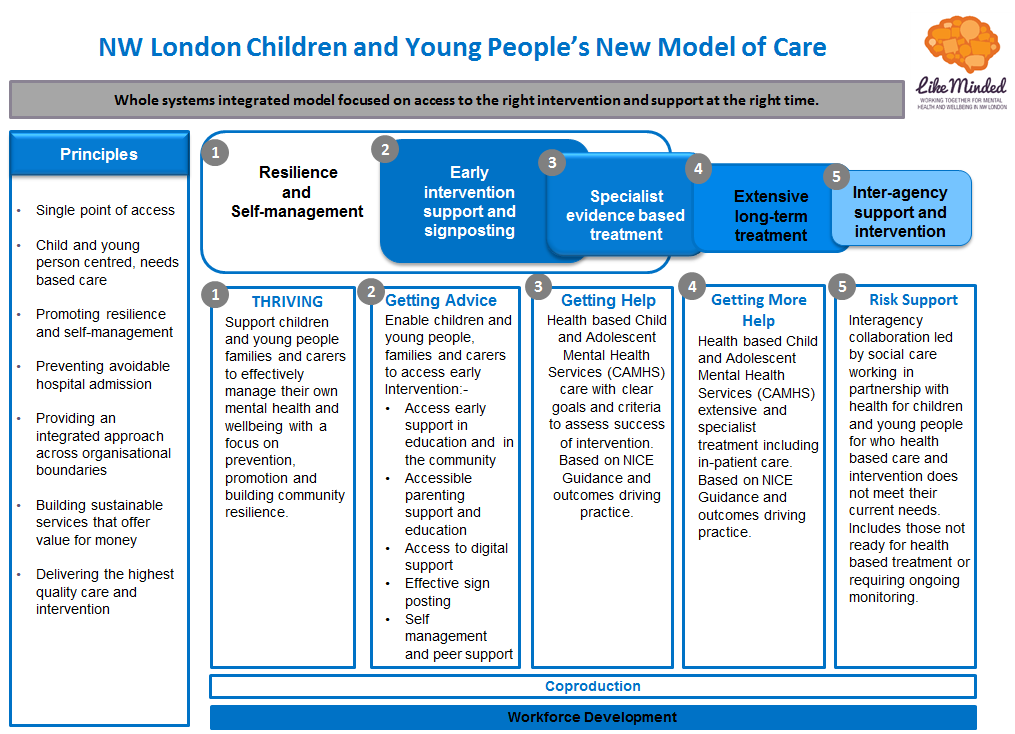 NW London Children and Young People's New Model of Care
Like Minded
WORKING TOGETHER FOR MENTAL
HEALTH AND WELLBEING IN NW LONDON
Whole systems integrated model focused on access to the right intervention and support at the right time.
Principles
• Single point of access
• Child and young
person centred, needs
based care
• Promoting resilience
and self-management
• Preventing avoidable
hospital admission
• Providing an
integrated approach
across organisational
boundaries
• Building sustainable
services that offer
value for money
• Delivering the highest
quality care and
intervention
1
Resilience
and
Self-management
2
Early
intervention
support and
signposting
3
Specialist
evidence based
treatment
4
Extensive
long-term
treatment
5
Inter-agency
support and
intervention
1
THRIVING
Support children
and young people
families and carers
to effectively
manage their own
mental health and
wellbeing with a
focus on
prevention,
promotion and
building community
resilience.
2
Getting Advice
Enable children and
young people,
families and carers
to access early
Intervention:-
• Access early
support in
education and in
the community
• Accessible
parenting
support and
education
• Access to digital
support
• Effective sign
posting
• Self
management
and peer support
3
Getting Help
Health based Child
and Adolescent
Mental Health
Services (CAMHS)
care with clear
goals and criteria
to assess success
of intervention.
Based on NICE
Guidance and
outcomes driving
practice.
4
Getting More
Help
Health based Child
and Adolescent
Mental Health
Services (CAMHS)
extensive and
specialist
treatment including
in-patient care.
Based on NICE
Guidance and
outcomes driving
practice.
5
Risk Support
Interagency
collaboration led
by social care
working in
partnership with
health for children
and young people
for who health
based care and
intervention does
not meet their
current needs.
Includes those not
ready for health
based treatment or
requiring ongoing
monitoring.
Coproduction
Workforce Development